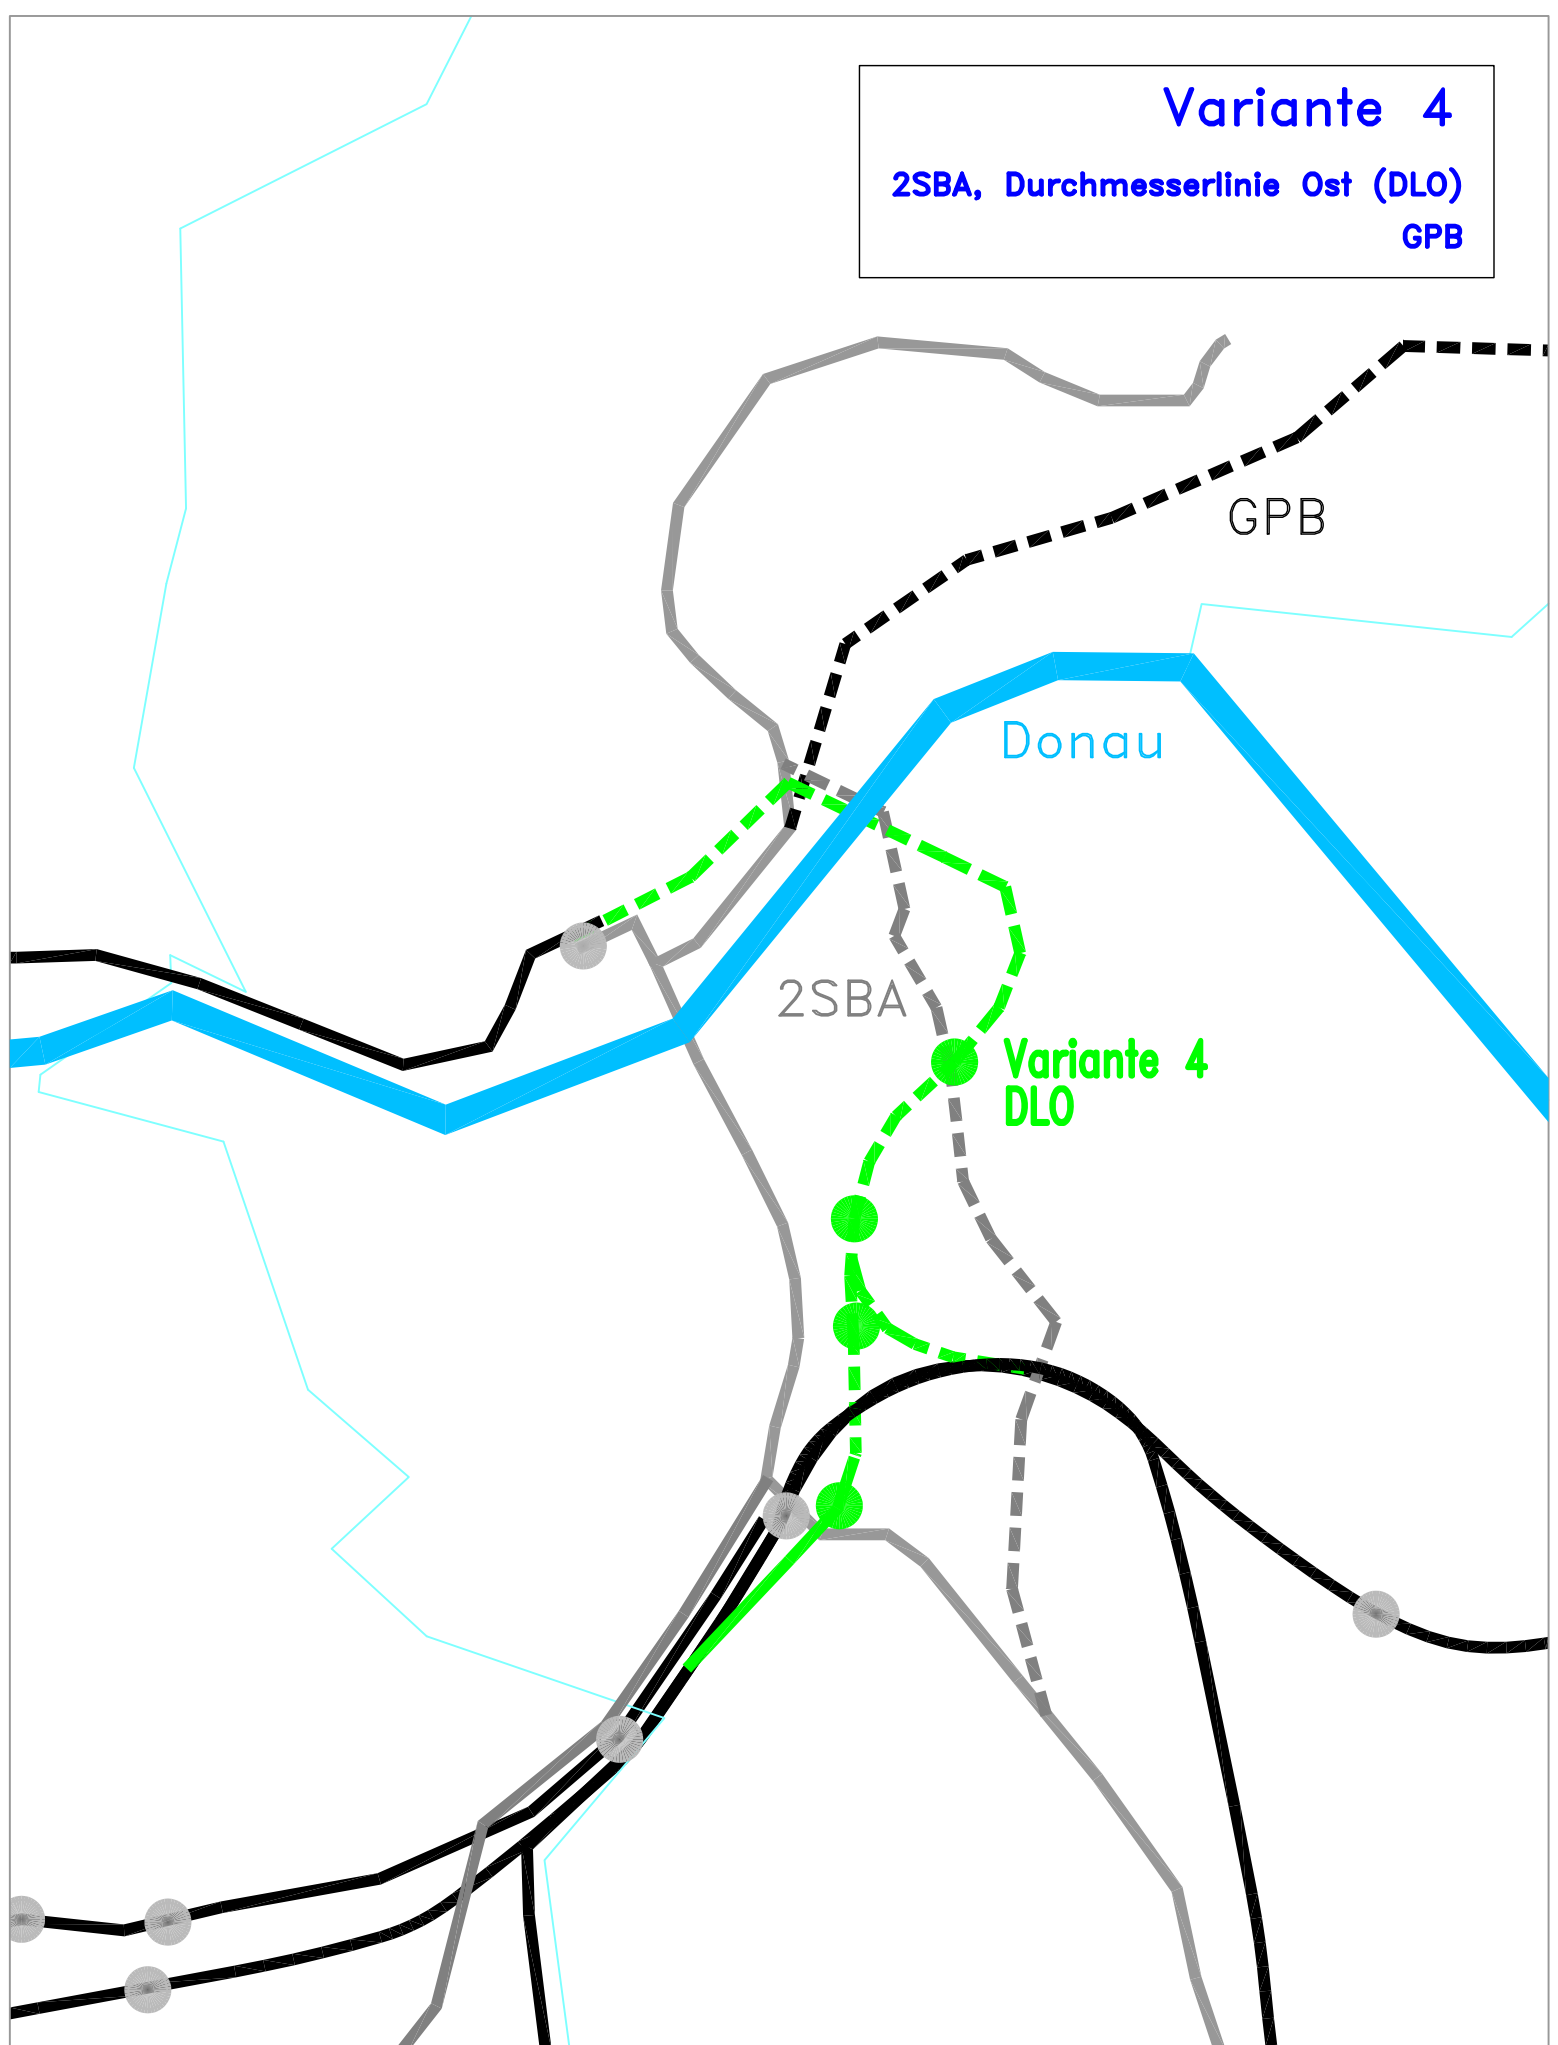 Variante 4
2SBA, Durchmesserlinie Ost (DLO)
GPB
GPB
Donau
2SBA
Variante 4
DLO